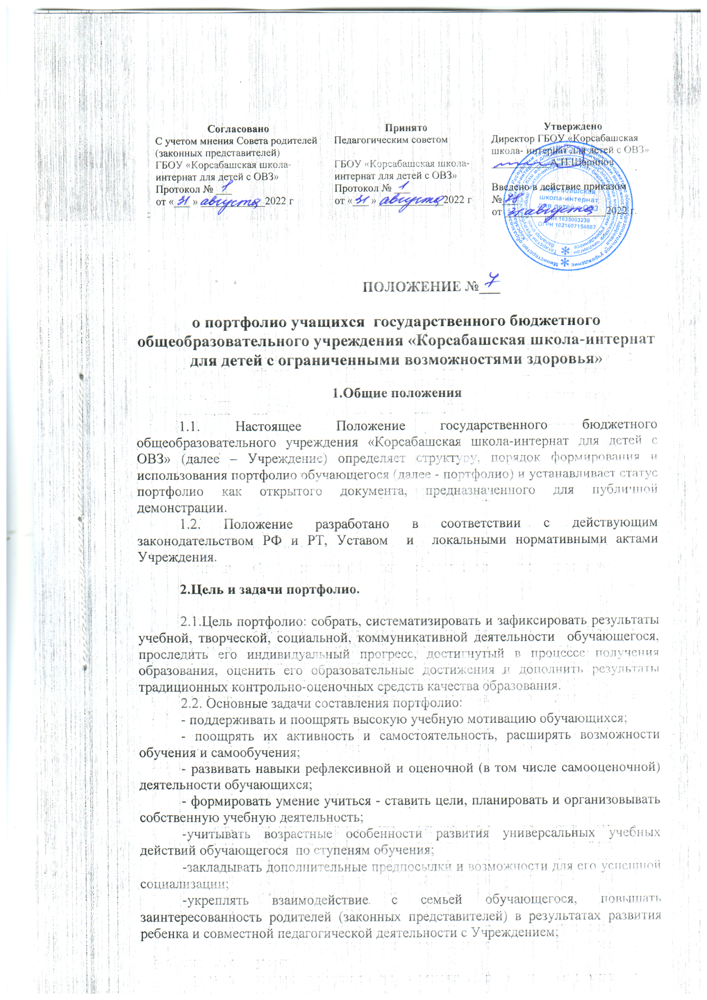 Согласовано
С учетом мнения Совета родителей
(законных представителей)
ГБОУ «Корсабашская школа-
интернат для детей с ОВЗ»
Протокол № 1
от « 31 » августа 2022 г
Принято
Педагогическим советом
ГБОУ «Корсабашская школа-
интернат для детей с ОВЗ»
Протокол № 1
от « 31 » августа 2022 г
Утверждено
Директор ГБОУ «Корсабашская
школа- интернат для детей с ОВЗ»
А.Н.Шарипов
Введено в действие приказом
№ 78
от 31 августа 2022 г.
Корсабашская
школа-интернат
для детей с ОВЗ
ИНН 1635003239
ОГРН 1021607154687
ПОЛОЖЕНИЕ № 7
о портфолио учащихся государственного бюджетного
общеобразовательного учреждения «Корсабашская школа-интернат
для детей с ограниченными возможностями здоровья»
1.Общие положения
1.1. Настоящее Положение государственного бюджетного
общеобразовательного учреждения «Корсабашская школа-интернат для детей с
ОВЗ» (далее – Учреждение) определяет структуру, порядок формирования и
использования портфолио обучающегося (далее - портфолио) и устанавливает статус
портфолио как открытого документа, предназначенного для публичной
демонстрации.
1.2. Положение разработано в соответствии с действующим
законодательством РФ и РТ, Уставом и локальными нормативными актами
Учреждения.
2.Цель и задачи портфолио.
2.1.Цель портфолио: собрать, систематизировать и зафиксировать результаты
учебной, творческой, социальной, коммуникативной деятельности обучающегося,
проследить его индивидуальный прогресс, достигнутый в процессе получения
образования, оценить его образовательные достижения и дополнить результаты
традиционных контрольно-оценочных средств качества образования.
2.2. Основные задачи составления портфолио:
- поддерживать и поощрять высокую учебную мотивацию обучающихся;
- поощрять их активность и самостоятельность, расширять возможности
обучения и самообучения;
- развивать навыки рефлексивной и оценочной (в том числе самооценочной)
деятельности обучающихся;
- формировать умение учиться - ставить цели, планировать и организовывать
собственную учебную деятельность;
-учитывать возрастные особенности развития универсальных учебных
действий обучающегося по ступеням обучения;
-закладывать дополнительные предпосылки и возможности для его успешной
социализации;
-укреплять взаимодействие с семьей обучающегося, повышать
заинтересованность родителей (законных представителей) в результатах развития
ребенка и совместной педагогической деятельности с Учреждением;